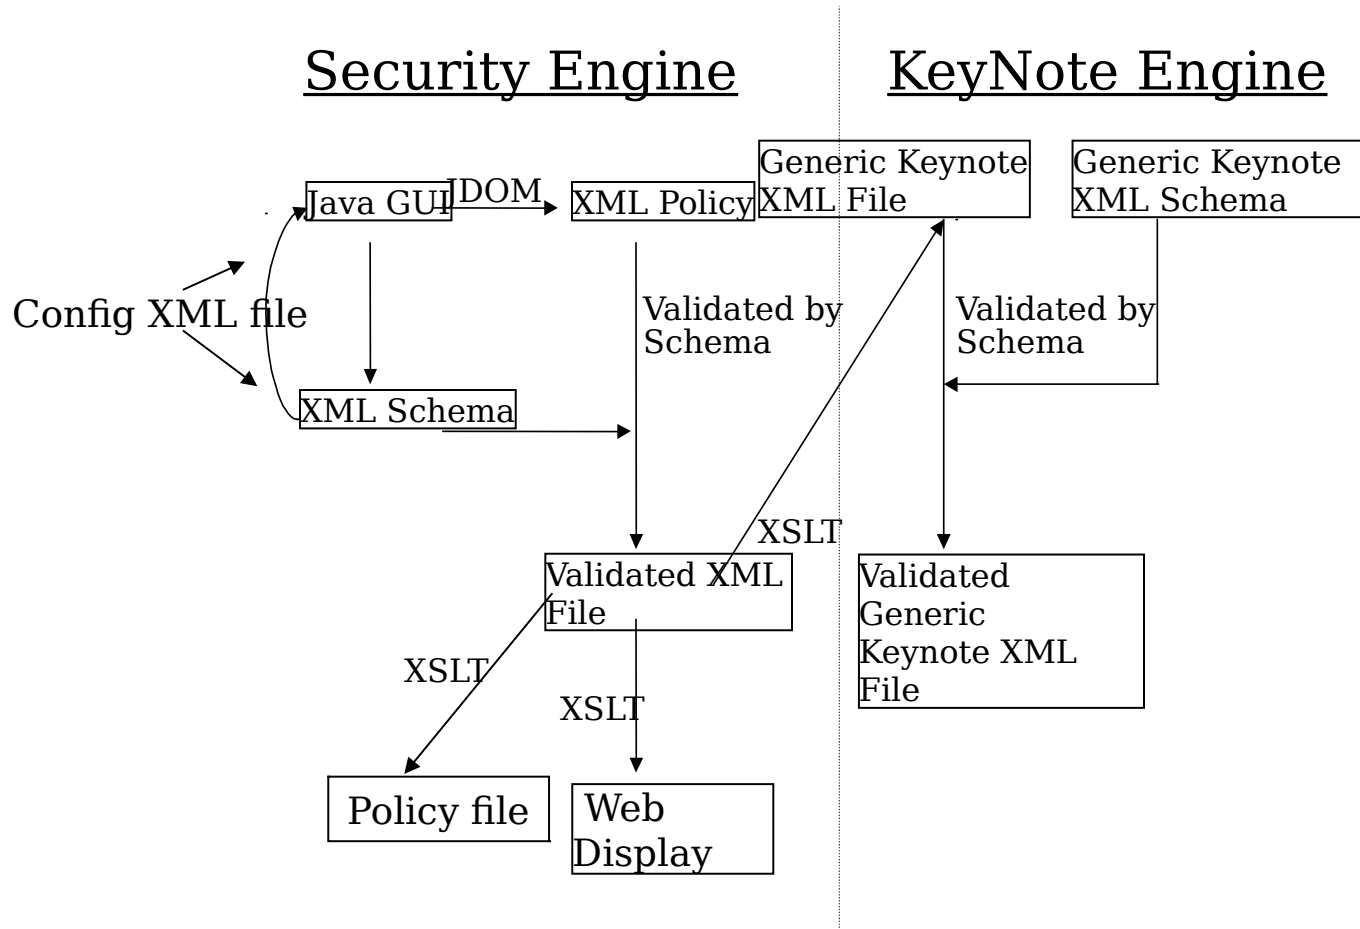 Security Engine
KeyNote Engine
Generic Keynote
XML File
Generic Keynote
XML Schema
Java GUI
JDOM
XML Policy
Config XML file
Validated by
Schema
Validated by
Schema
XML Schema
XSLT
Validated XML
File
Validated
Generic
Keynote XML
File
XSLT
XSLT
Policy file
Web
Display